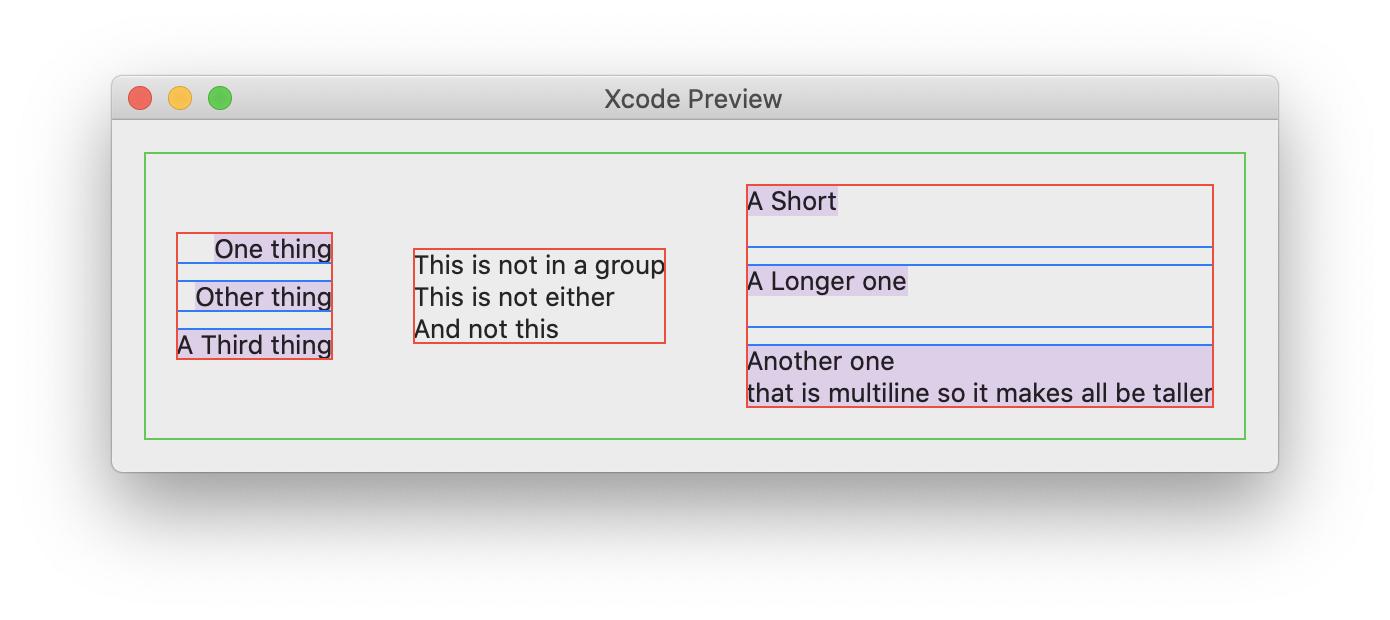 Xcode Preview
One thing
Other thing
A Third thing
This is not in a group
This is not either
And not this
A Short
A Longer one
Another one
that is multiline so it makes all be taller